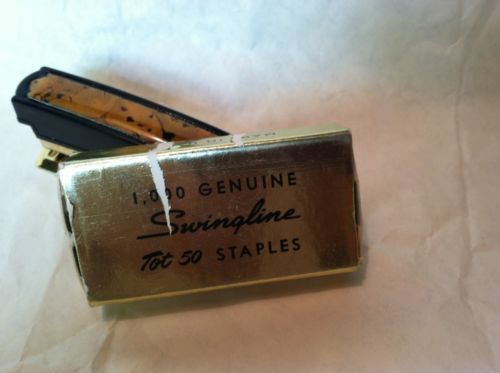 1,000 GENUINE
Swingline
Tot 50 STAPLES